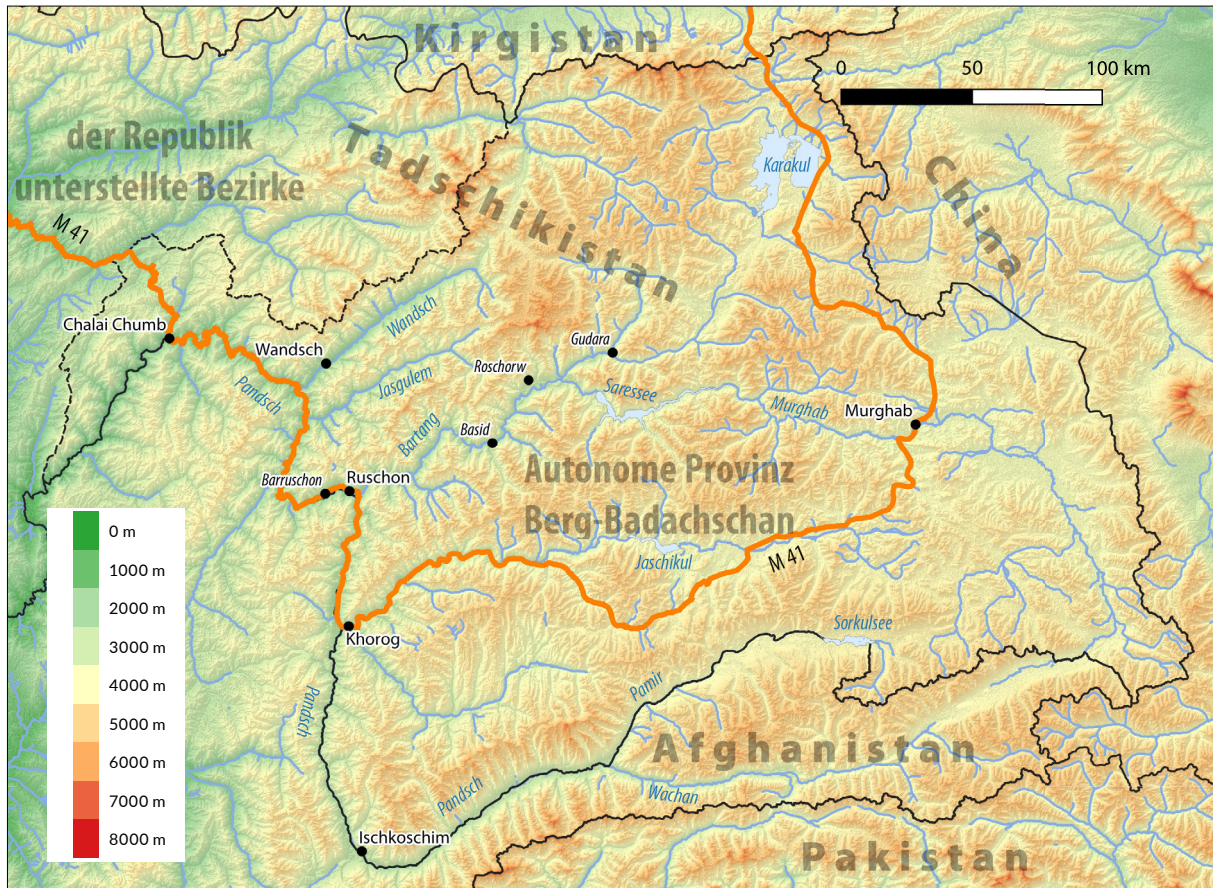 Kirgistan
0 50 100 km
der Republik
unterstellte Bezirke
Tadschikistan
Karakul
China
M 41
Chalai Chumb
Wandsch
Wandsch
Gudara
Roschorw
Jasgulem
Saressee
Pandsch
Murghab
Murghab
Bartang
Basid
Autonome Provinz
Berg-Badachschan
Barruschon
Ruschon
Jaschikul
M 41
Khorog
Sorkulsee
Pamir
Pandsch
Afghanistan
Pandsch
Wachan
Ischkoschim
Pakistan
0 m
1000 m
2000 m
3000 m
4000 m
5000 m
6000 m
7000 m
8000 m